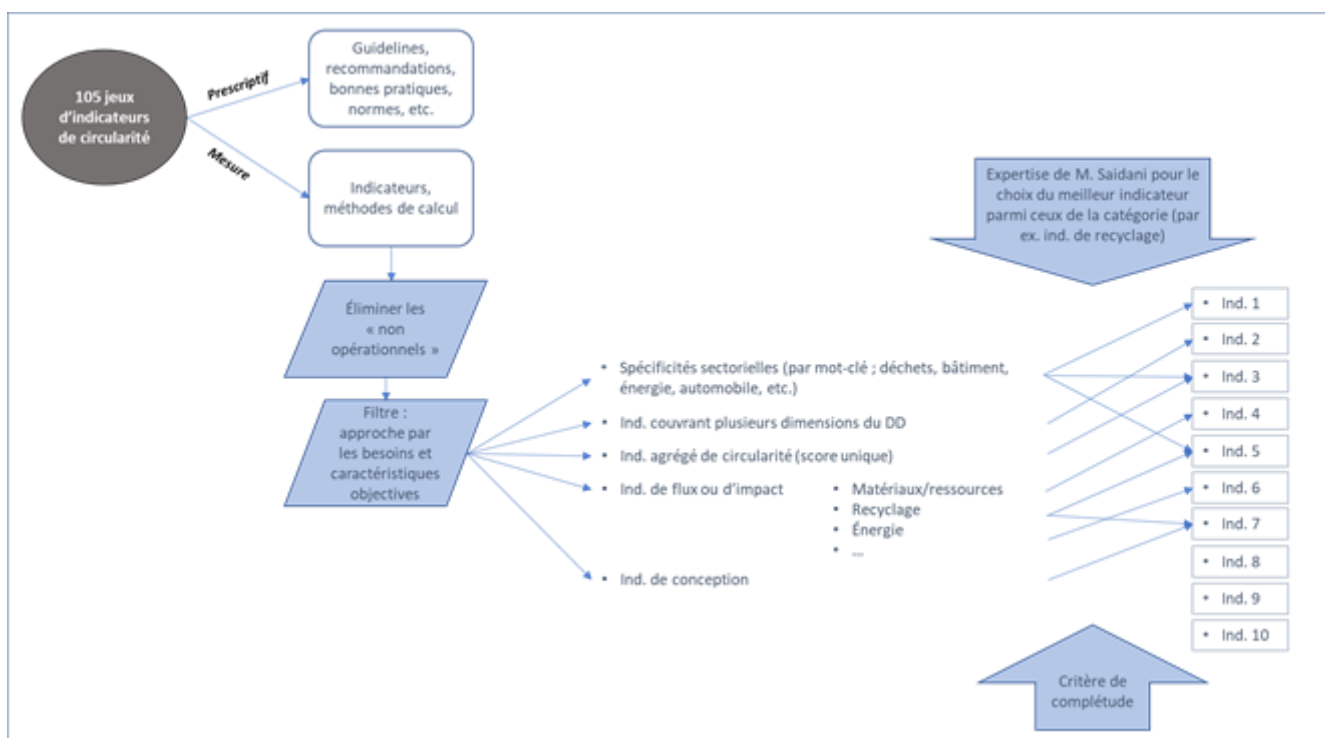 105 jeux
d'indicateurs
de circularité
Prescriptif
Mesure
Guidelines,
recommandations,
bonnes pratiques,
normes, etc.
Indicateurs,
méthodes de calcul
Éliminer les
« non
opérationnels »
Filtre :
approche par
les besoins et
caractéristiques
objectives
• Spécificités sectorielles (par mot-clé ; déchets, bâtiment,
énergie, automobile, etc.)
• Ind. couvrant plusieurs dimensions du DD
• Ind. agrégé de circularité (score unique)
• Ind. de flux ou d'impact
• Matériaux/ressources
• Recyclage
• Énergie
• ...
• Ind. de conception
Expertise de M. Saidani pour le
choix du meilleur indicateur
parmi ceux de la catégorie (par
ex. ind. de recyclage)
• Ind. 1
• Ind. 2
• Ind. 3
• Ind. 4
• Ind. 5
• Ind. 6
• Ind. 7
• Ind. 8
• Ind. 9
• Ind. 10
Critère de
complétude